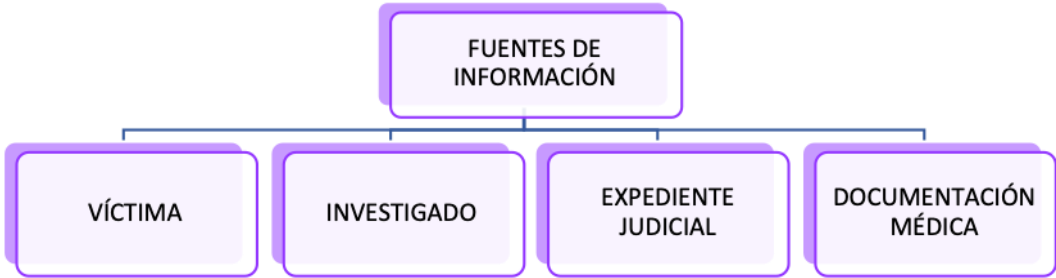 FUENTES DE
INFORMACIÓN
VÍCTIMA
INVESTIGADO
EXPEDIENTE
JUDICIAL
DOCUMENTACIÓN
MÉDICA